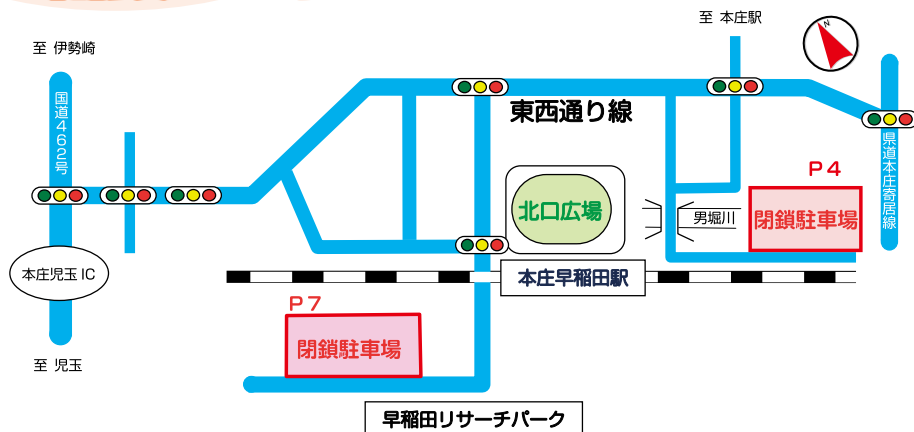 至 本庄駅
至 伊勢崎
N
国道462号
東西通り線
県道本庄寄居線
P4
北口広場
男堀川
閉鎖駐車場
本庄児玉 IC
本庄早稲田駅
P7
閉鎖駐車場
至 児玉
早稲田リサーチパーク